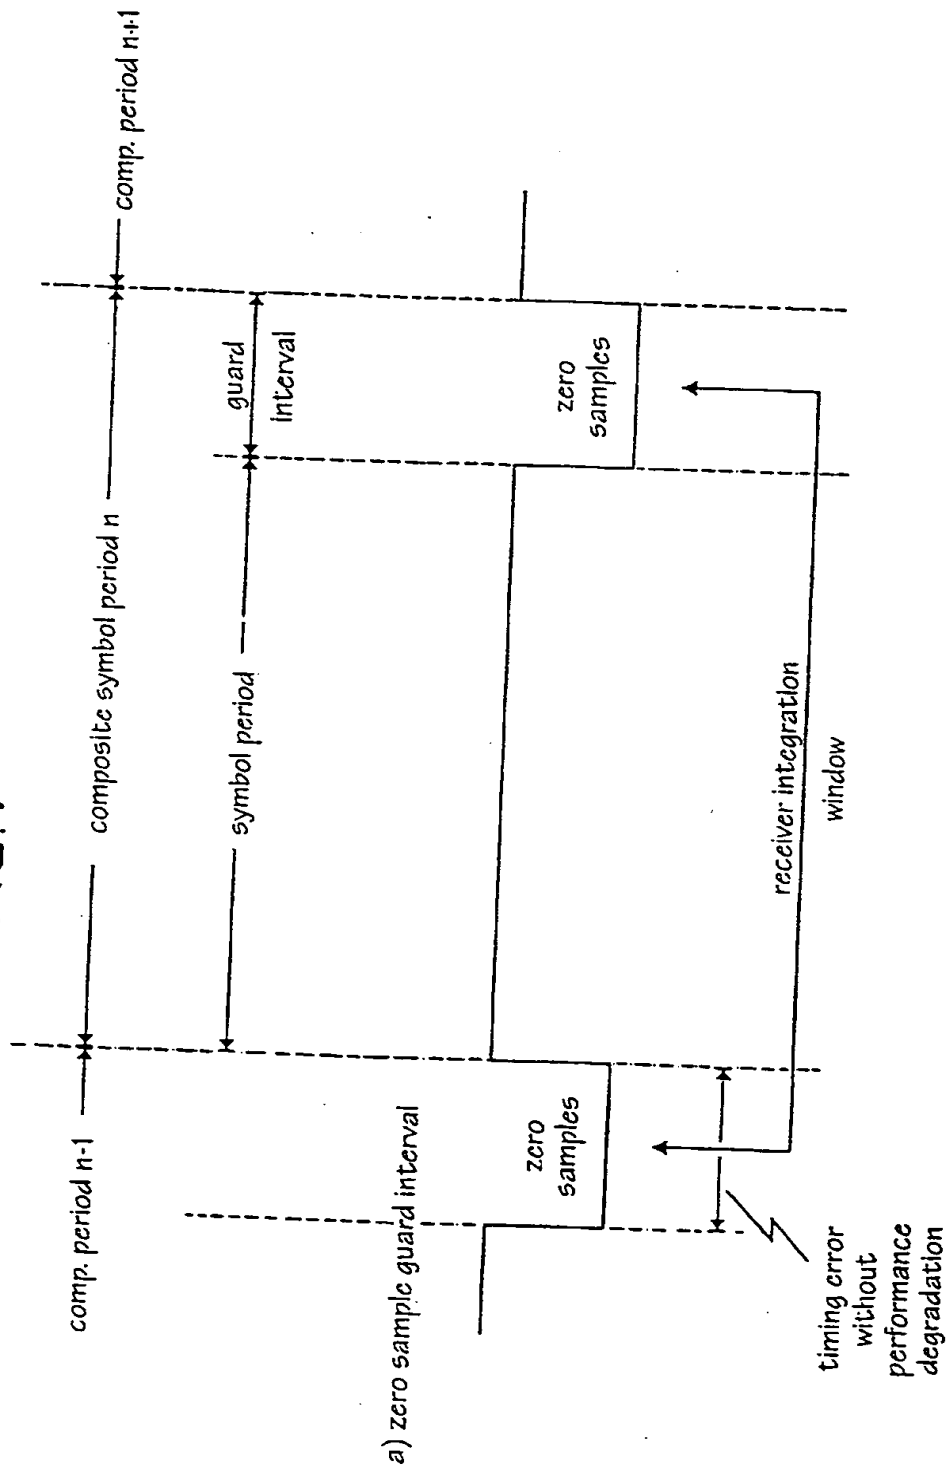 comp. period n-1
composite symbol period n
comp. period n+1
symbol period
guard
interval
a) zero sample guard interval
zero
samples
zero
samples
receiver integration
window
timing error
without
performance
degradation